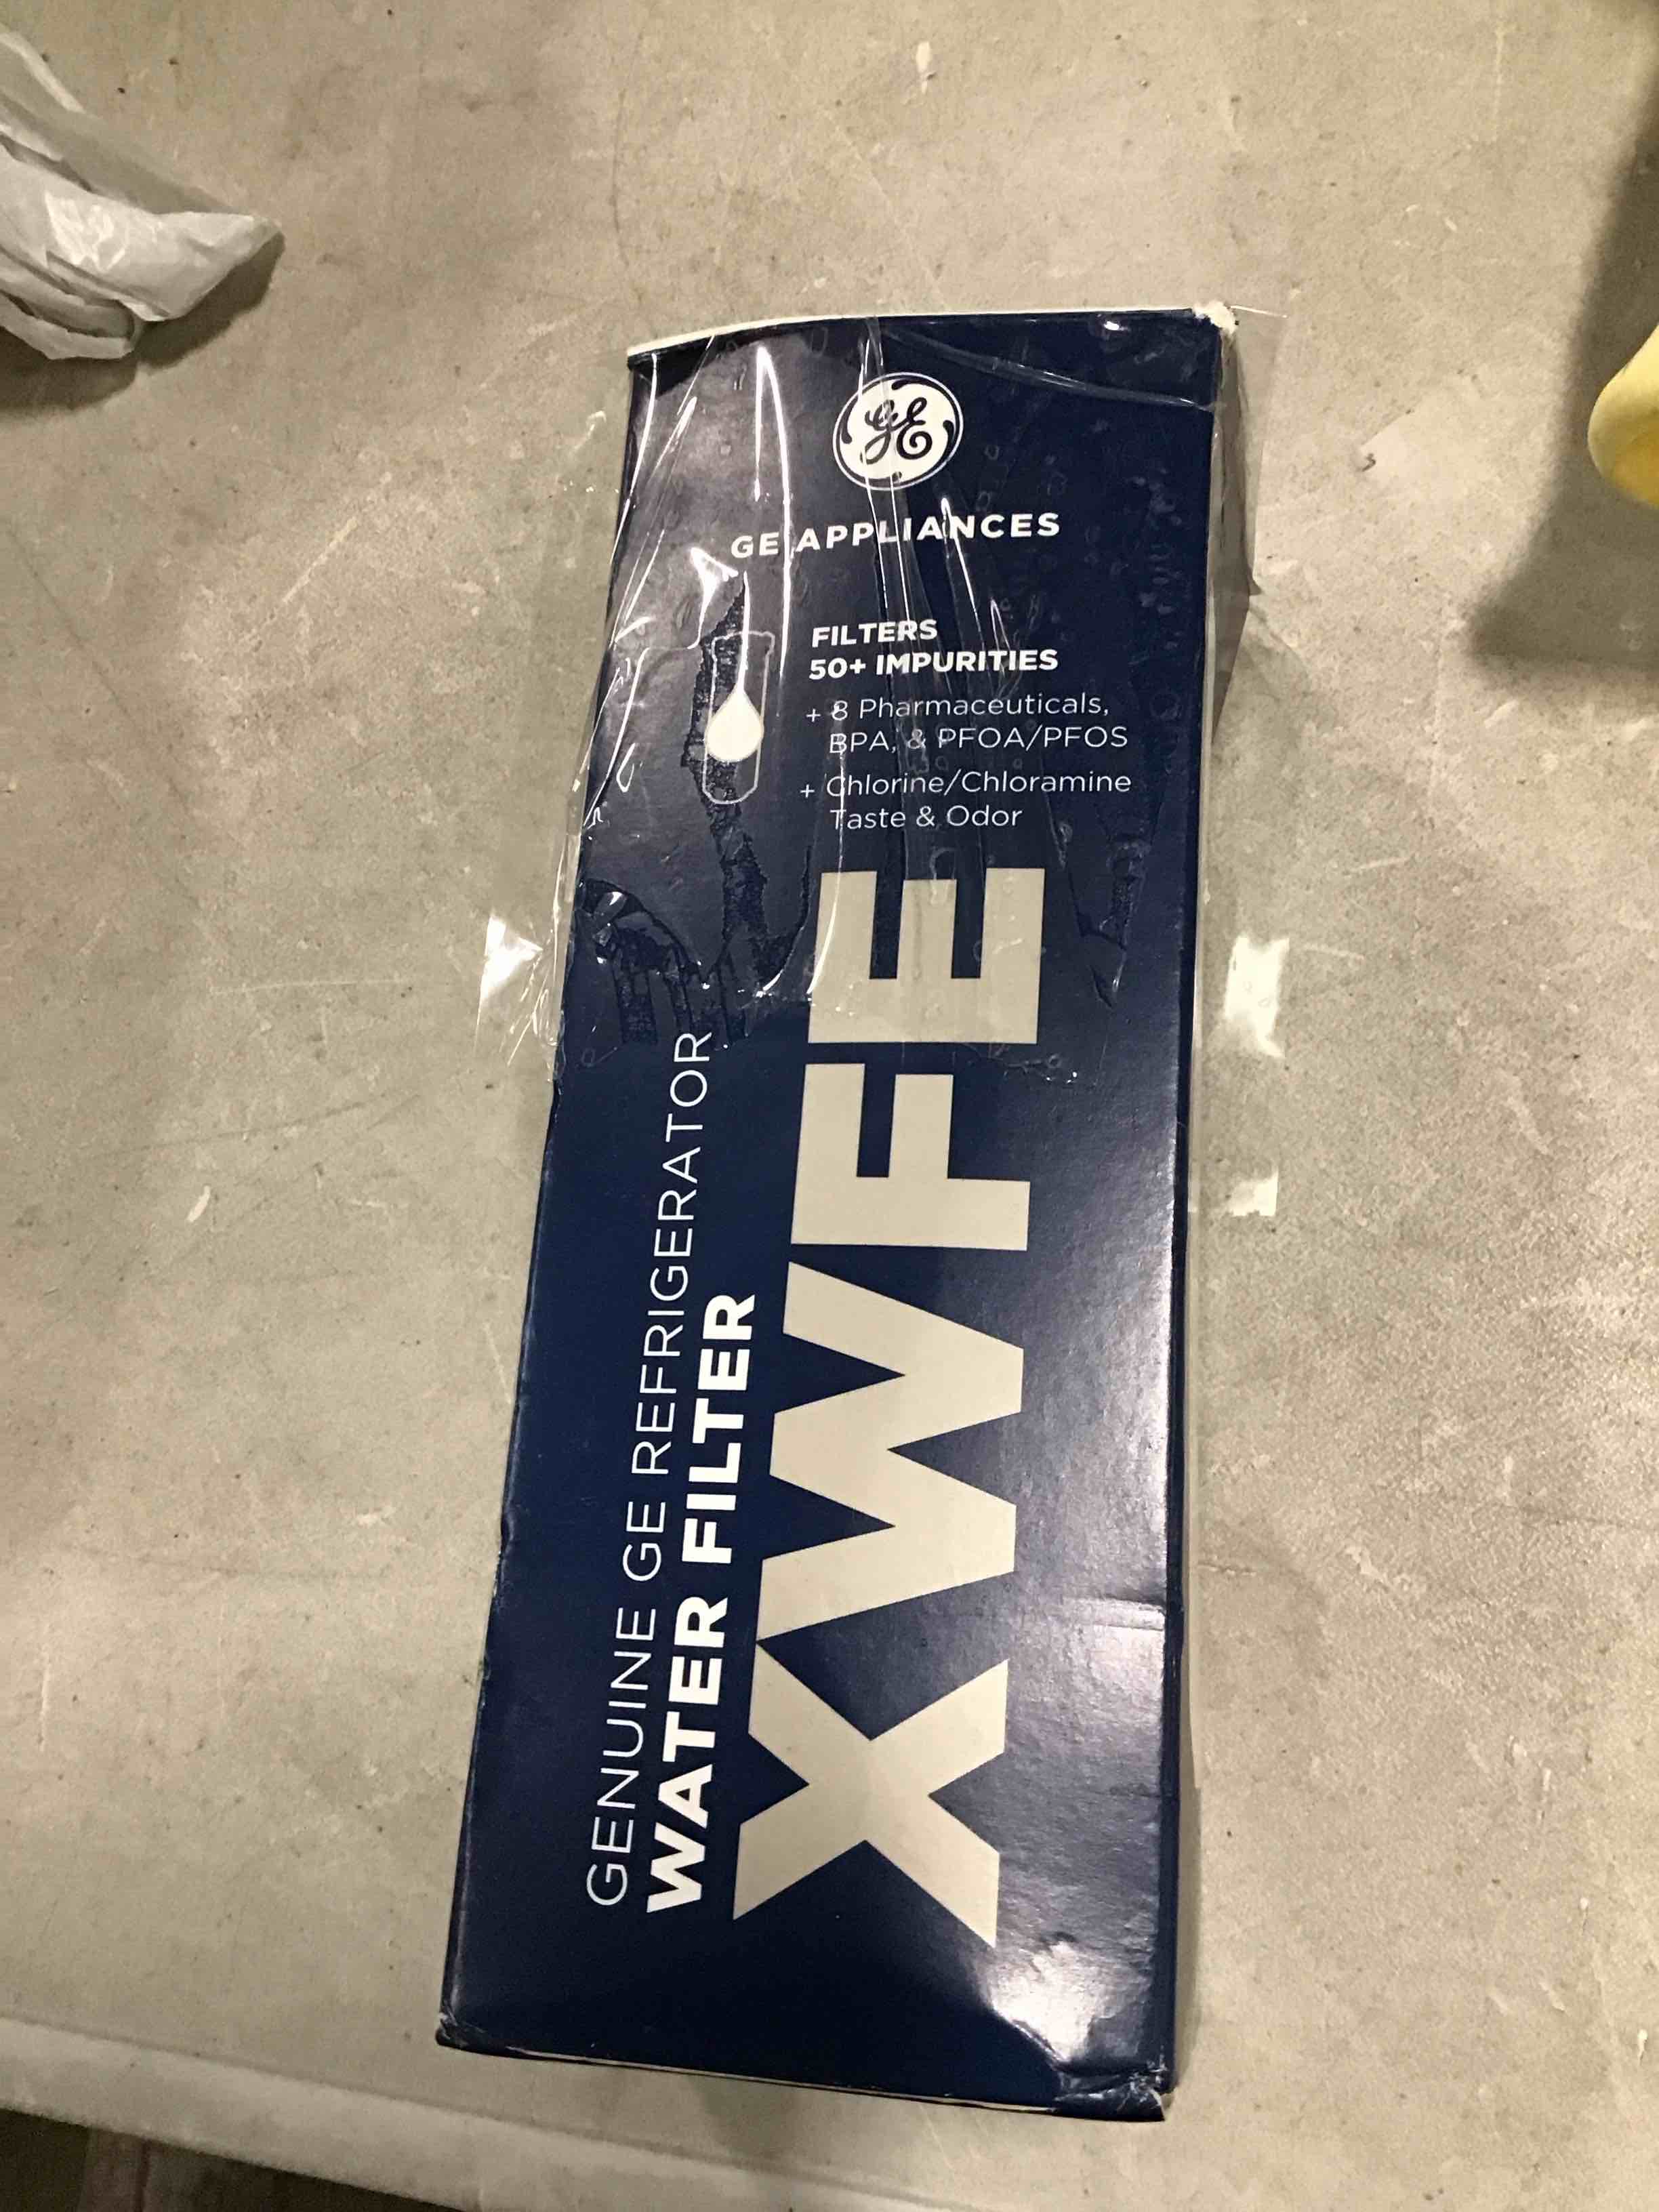 GE
GE APPLIANCES
FILTERS
50+ IMPURITIES
+ 8 Pharmaceuticals,
BPA, & PFOA/PFOS
+ Chlorine/Chloramine
Taste & Odor
GENUINE GE REFRIGERATOR
WATER FILTER
XWFE